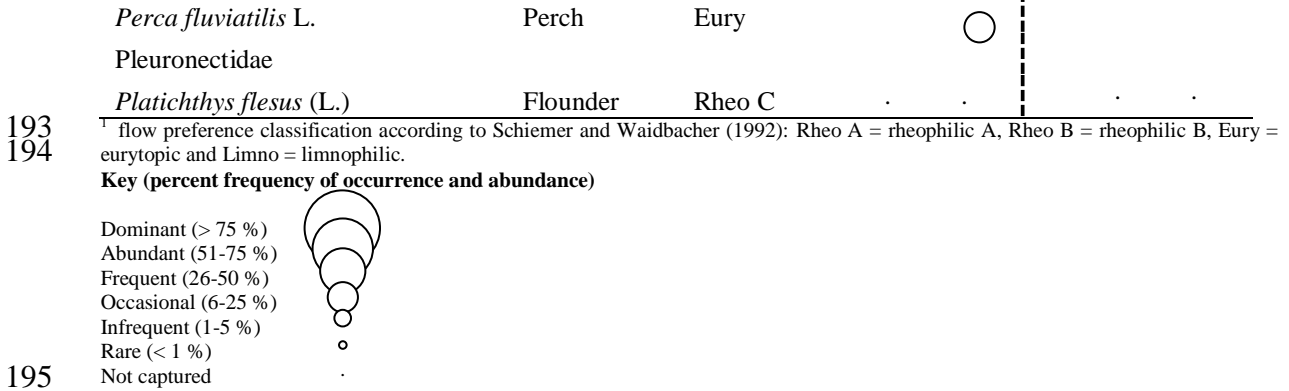 Perca fluviatilis L. Perch Eury
Pleuronectidae
Platichthys flesus (L.) Flounder Rheo C . . . .
193 1 flow preference classification according to Schiemer and Waidbacher (1992): Rheo A = rheophilic A, Rheo B = rheophilic B, Eury =
194 eurytopic and Limno = limnophilic.
Key (percent frequency of occurrence and abundance)
Dominant (> 75 %)
Abundant (51-75 %)
Frequent (26-50 %)
Occasional (6-25 %)
Infrequent (1-5 %)
Rare (< 1 %)
195 Not captured .